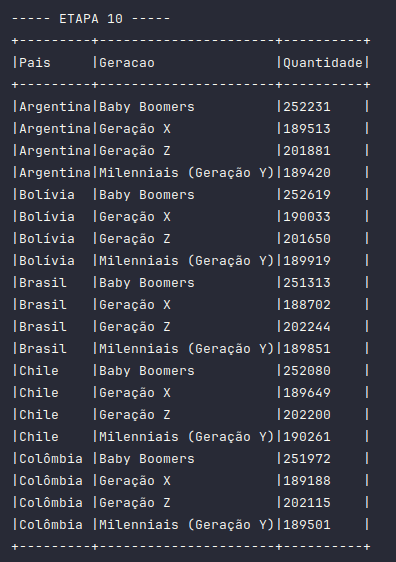 ----- ETAPA 10 -----
+---------+----------------------+----------+
|Pais     |Geracao               |Quantidade|
+---------+----------------------+----------+
|Argentina|Baby Boomers          |252231    |
|Argentina|Geração X             |189513    |
|Argentina|Geração Z             |201881    |
|Argentina|Milenniais (Geração Y)|189420    |
|Bolívia  |Baby Boomers          |252619    |
|Bolívia  |Geração X             |190033    |
|Bolívia  |Geração Z             |201650    |
|Bolívia  |Milenniais (Geração Y)|189919    |
|Brasil   |Baby Boomers          |251313    |
|Brasil   |Geração X             |188702    |
|Brasil   |Geração Z             |202244    |
|Brasil   |Milenniais (Geração Y)|189851    |
|Chile    |Baby Boomers          |252080    |
|Chile    |Geração X             |189649    |
|Chile    |Geração Z             |202200    |
|Chile    |Milenniais (Geração Y)|190261    |
|Colômbia |Baby Boomers          |251972    |
|Colômbia |Geração X             |189188    |
|Colômbia |Geração Z             |202115    |
|Colômbia |Milenniais (Geração Y)|189501    |
+---------+----------------------+----------+